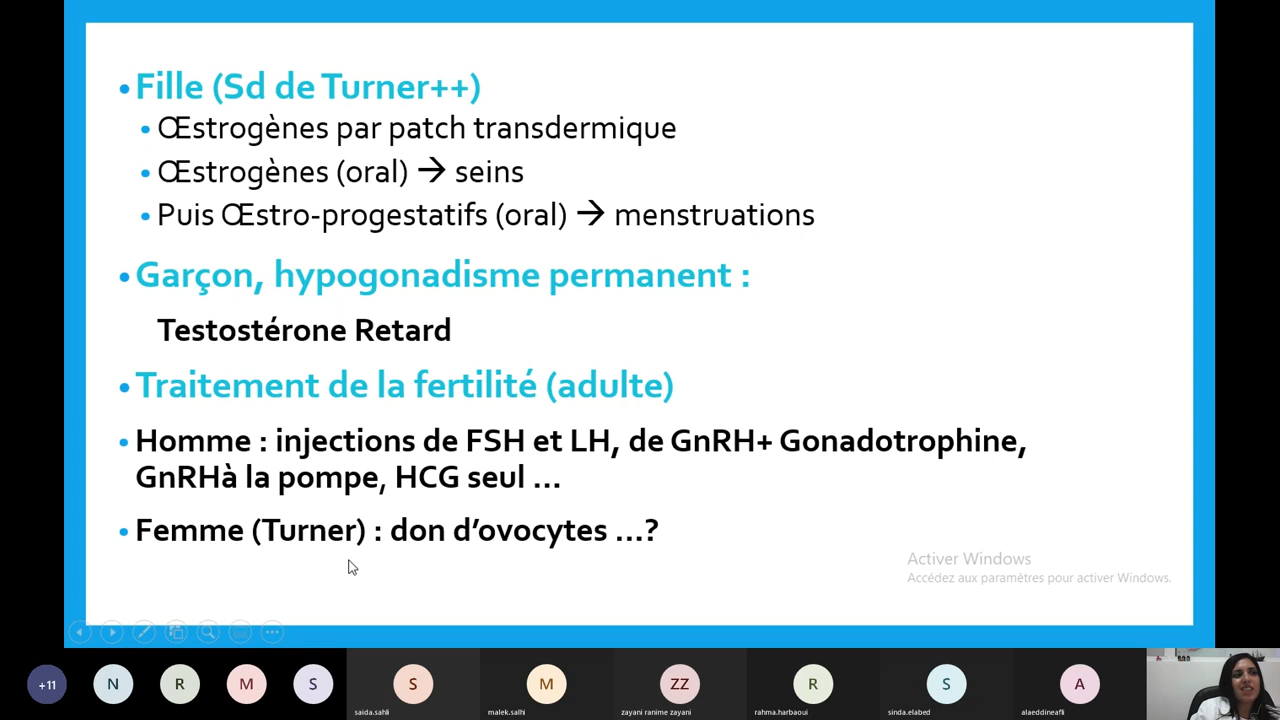 • Fille (Sd de Turner++)
• Œstrogènes par patch transdermique
• Œstrogènes (oral) → seins
• Puis Œstro-progestatifs (oral) → menstruations
• Garçon, hypogonadisme permanent :
Testostérone Retard
• Traitement de la fertilité (adulte)
• Homme : injections de FSH et LH, de GnRH+ Gonadotrophine,
GnRHà la pompe, HCG seul ...
• Femme (Turner) : don d’ovocytes ...?
Activer Windows
Accédez aux paramètres pour activer Windows.
+11 N R M S S M ZZ R S A
saida.sahli malek.salhi zayani ranime zayani rahma.harbaoui sinda.elabed alaeddineafli